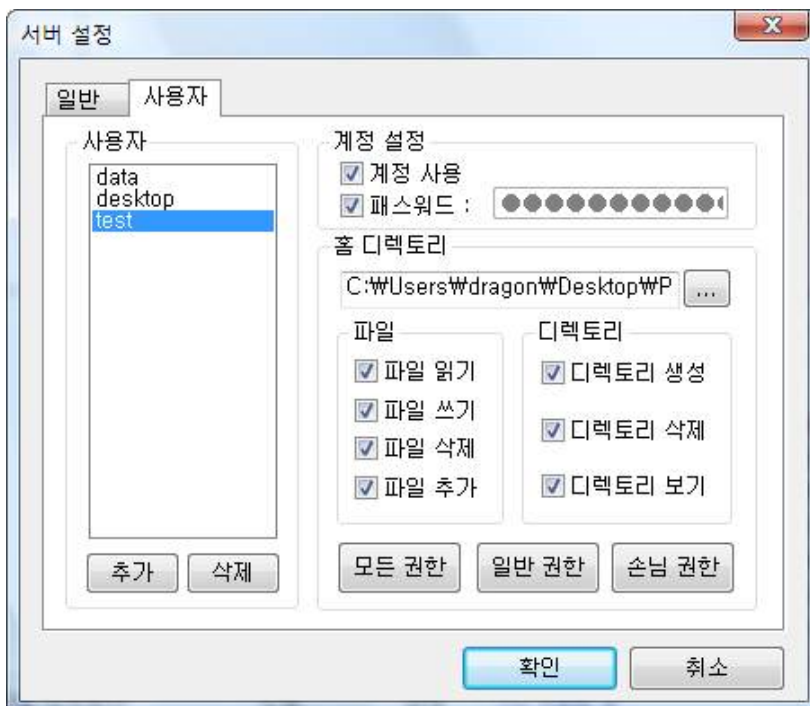 서버 설정
일반
사용자
사용자
data
desktop
test
추가
삭제
계정 설정
계정 사용
패스워드 :
홈 디렉토리
C:₩Users₩dragon₩Desktop₩P
...
파일
파일 읽기
파일 쓰기
파일 삭제
파일 추가
디렉토리
디렉토리 생성
디렉토리 삭제
디렉토리 보기
모든 권한
일반 권한
손님 권한
확인
취소